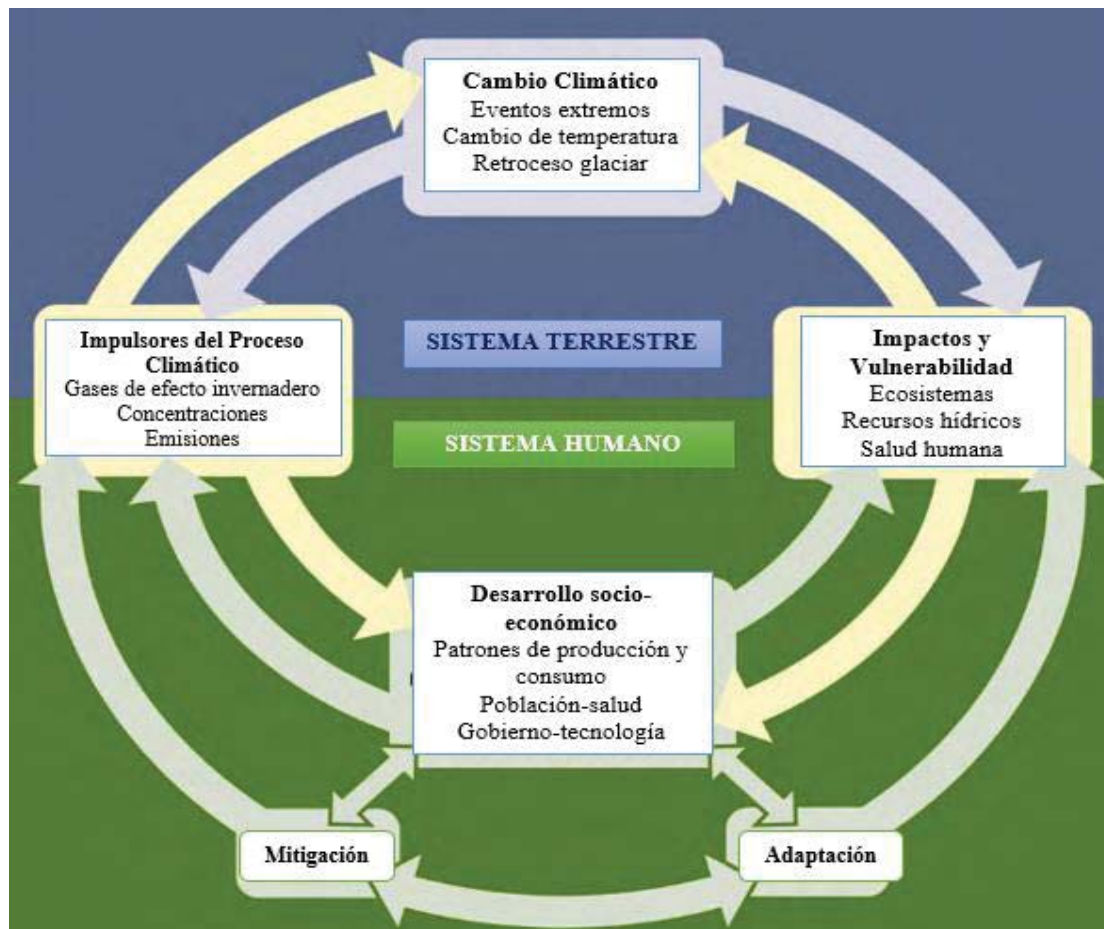 Cambio Climático
Eventos extremos
Cambio de temperatura
Retroceso glaciar
Impulsores del Proceso
Climático
Gases de efecto invernadero
Concentraciones
Emisiones
SISTEMA TERRESTRE
SISTEMA HUMANO
Impactos y
Vulnerabilidad
Ecosistemas
Recursos hídricos
Salud humana
Desarrollo socio-
económico
Patrones de producción y
consumo
Población-salud
Gobierno-tecnología
Mitigación
Adaptación